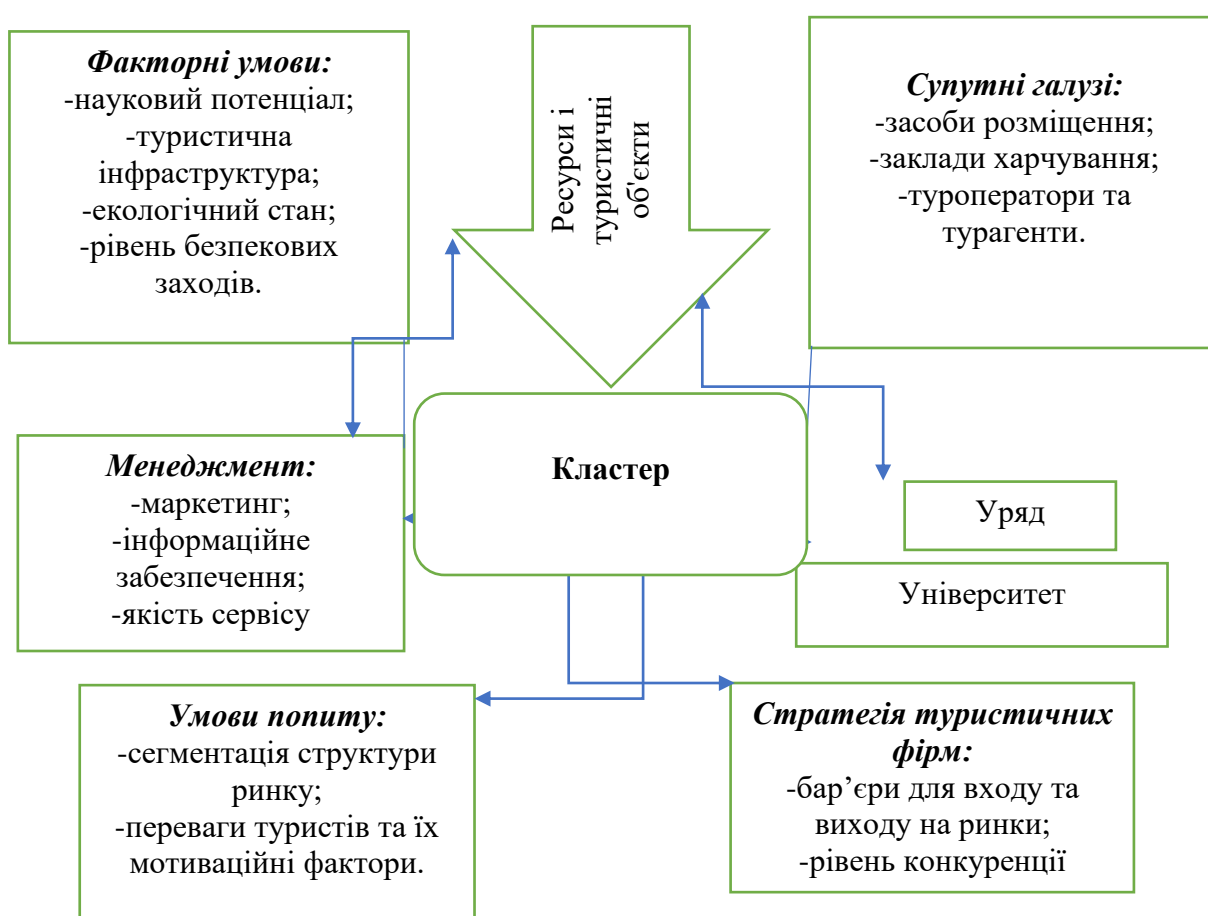 Факторні умови:
-науковий потенціал;
-туристична
інфраструктура;
-екологічний стан;
-рівень безпекових
заходів.
Ресурси і
туристичні
об'єкти
Супутні галузі:
-засоби розміщення;
-заклади харчування;
-туроператори та
турагенти.
Менеджмент:
-маркетинг;
-інформаційне
забезпечення;
-якість сервісу
Кластер
Уряд
Університет
Умови попиту:
-сегментація структури
ринку;
-переваги туристів та їх
мотиваційні фактори.
Стратегія туристичних
фірм:
-бар’єри для входу та
виходу на ринки;
-рівень конкуренції